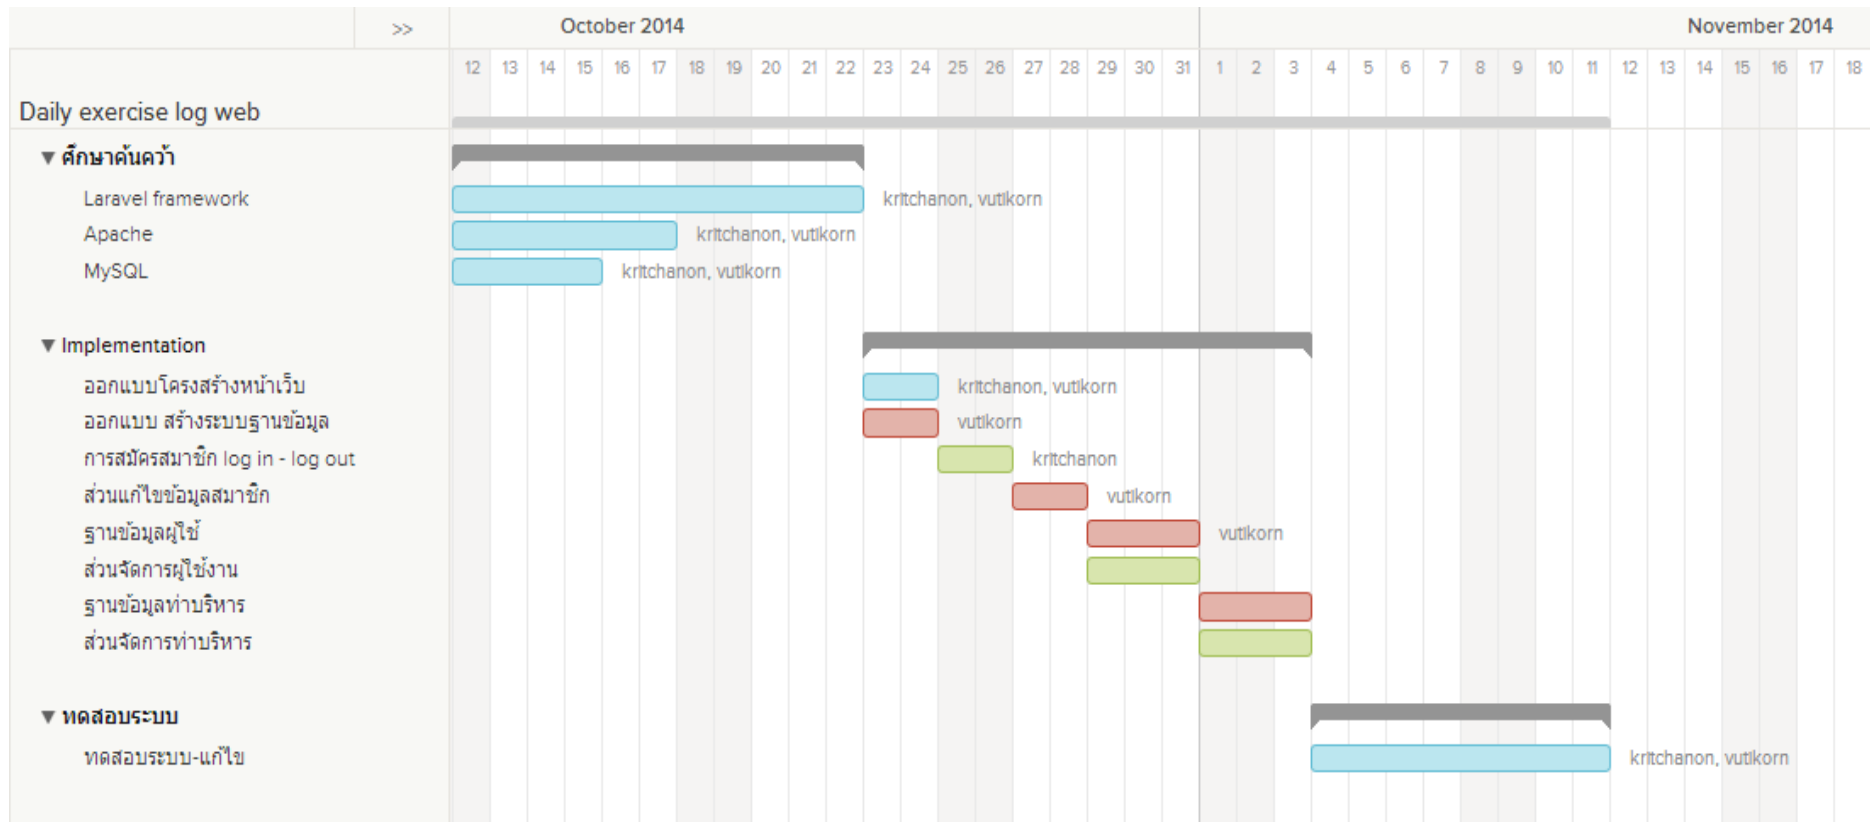 >> October 2014 November 2014
12 13 14 15 16 17 18 19 20 21 22 23 24 25 26 27 28 29 30 31 1 2 3 4 5 6 7 8 9 10 11 12 13 14 15 16 17 18
Daily exercise log web
▼ ศึกษาค้นคว้า
Laravel framework kritchanon, vutikorn
Apache kritchanon, vutikorn
MySQL kritchanon, vutikorn
▼ Implementation
ออกแบบโครงสร้างหน้าเว็บ kritchanon, vutikorn
ออกแบบ สร้างระบบฐานข้อมูล vutikorn
การสมัครสมาชิก log in - log out kritchanon
ส่วนแก้ไขข้อมูลสมาชิก vutikorn
ฐานข้อมูลผู้ใช้ vutikorn
ส่วนจัดการผู้ใช้งาน
ฐานข้อมูลท่าบริหาร
ส่วนจัดการท่าบริหาร
▼ ทดสอบระบบ
ทดสอบระบบ-แก้ไข kritchanon, vutikorn